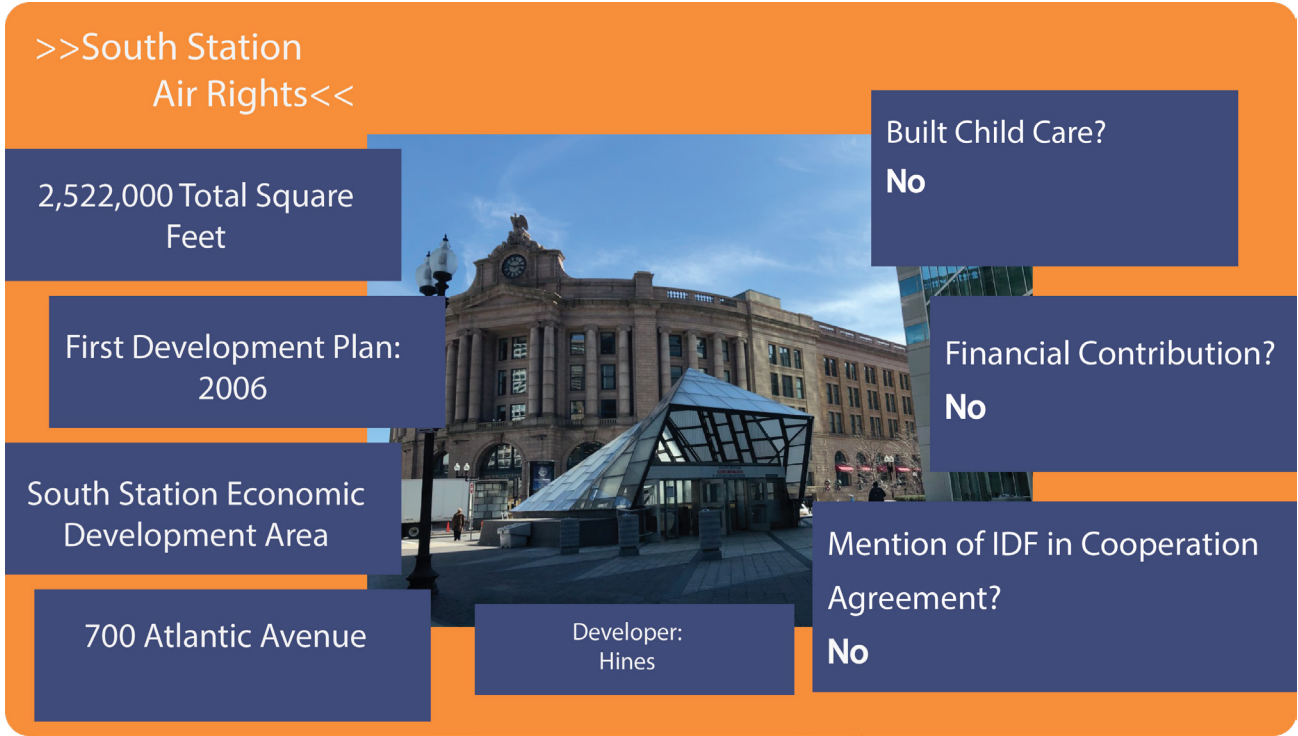 >>South Station
Air Rights<<
2,522,000 Total Square
Feet
First Development Plan:
2006
South Station Economic
Development Area
700 Atlantic Avenue
Developer:
Hines
Built Child Care?
No
Financial Contribution?
No
Mention of IDF in Cooperation
Agreement?
No